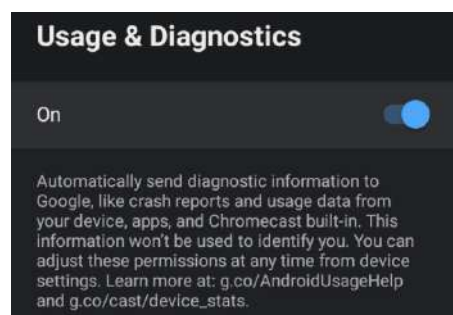 Usage & Diagnostics
On
Automatically send diagnostic information to
Google, like crash reports and usage data from
your device, apps, and Chromecast built-in. This
information won't be used to identify you. You can
adjust these permissions at any time from device
settings. Learn more at: g.co/AndroidUsageHelp
and g.co/cast/device_stats.